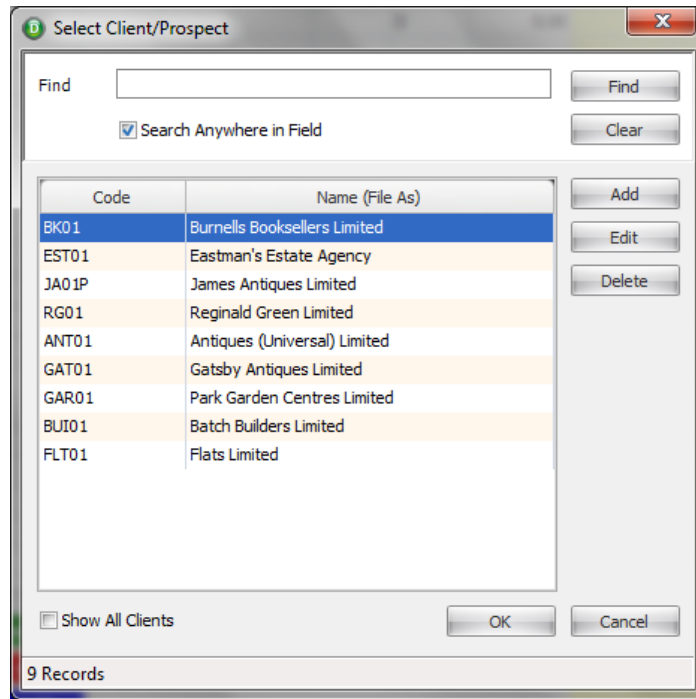 Select Client/Prospect
Find Find
Search Anywhere in Field Clear
Code Name (File As) Add
BK01 Burnells Booksellers Limited
Edit
EST01 Eastman's Estate Agency
JA01P James Antiques Limited Delete
RG01 Reginald Green Limited
ANT01 Antiques (Universal) Limited
GAT01 Gatsby Antiques Limited
GAR01 Park Garden Centres Limited
BUI01 Batch Builders Limited
FLT01 Flats Limited
Show All Clients OK Cancel
9 Records